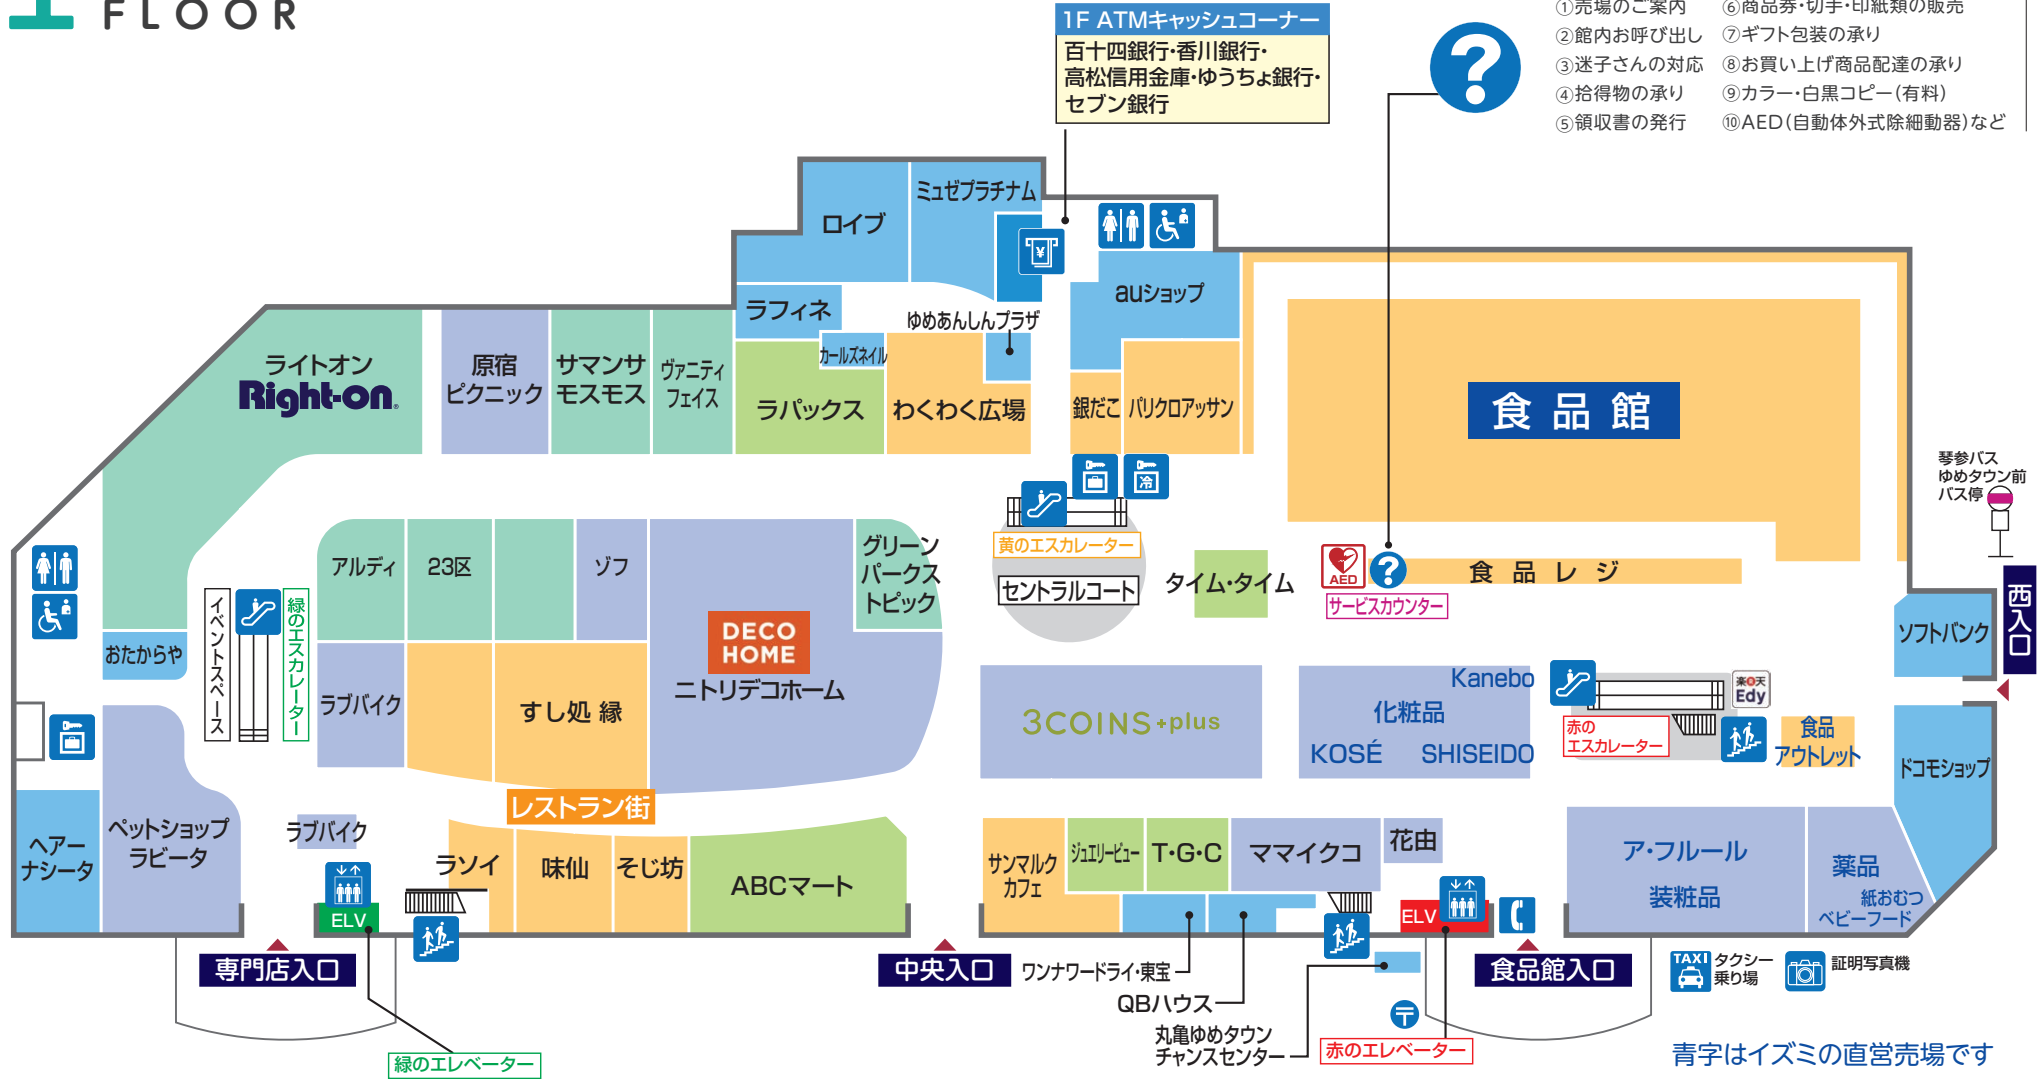 FLOOR
1F ATMキャッシュコーナー
百十四銀行・香川銀行・
高松信用金庫・ゆうちょ銀行・
セブン銀行
?
①売場のご案内
②館内お呼び出し
③迷子さんの対応
④拾得物の承り
⑤領収書の発行
⑥商品券・切手・印紙類の販売
⑦ギフト包装の承り
⑧お買い上げ商品配達の承り
⑨カラー・白黒コピー(有料)
⑩AED(自動体外式除細動器)など
ロイブ
ミュゼプラチナム
¥
auショップ
ラフィネ
ゆめあんしんプラザ
カールズネイル
ライトオン
Right-on.
原宿
ピクニック
サマンサ
モスモス
ヴァニティ
フェイス
ラパックス
わくわく広場
銀だこ
パリクロアッサン
食品館
琴参バス
ゆめタウン前
バス停
冷
黄のエスカレーター
セントラルコート
タイム・タイム
AED
?
食品レジ
サービスカウンター
アルディ
23区
ゾフ
グリーン
パークス
トピック
DECO
HOME
ニトリデコホーム
イベントスペース
緑のエスカレーター
おたからや
ラブバイク
すし処 縁
レストラン街
3COINS+plus
Kanebo
化粧品
KOSÉ
SHISEIDO
赤の
エスカレーター
楽天
Edy
食品
アウトレット
ソフトバンク
西入口
ドコモショップ
ヘアー
ナシータ
ペットショップ
ラビータ
ラブバイク
ラソイ
味仙
そじ坊
ABCマート
サンマルク
カフェ
ジュエリービュー
T・G・C
ママイクコ
花由
ア・フルール
装粧品
薬品
紙おむつ
ベビーフード
ELV
ELV
専門店入口
中央入口
食品館入口
ワンナワードライ・東宝
QBハウス
丸亀ゆめタウン
チャンスセンター
〒
緑のエレベーター
赤のエレベーター
TAXI
タクシー
乗り場
証明写真機
青字はイズミの直営売場です